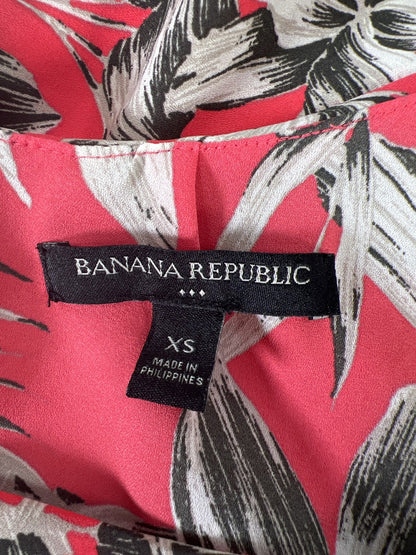 BANANA REPUBLIC
XS
MADE IN
PHILIPPINES